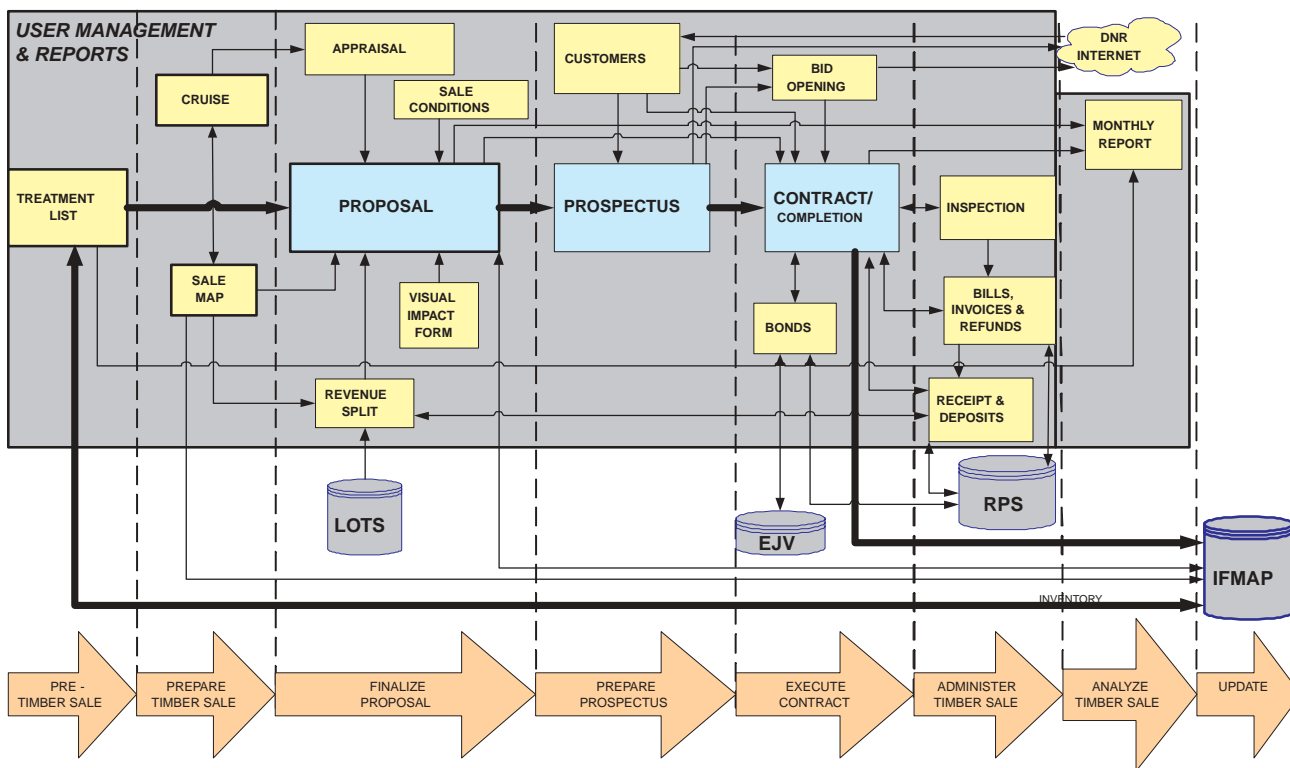 USER MANAGEMENT
& REPORTS
APPRAISAL
CUSTOMERS
DNR
INTERNET
BID
OPENING
CRUISE
SALE
CONDITIONS
MONTHLY
REPORT
TREATMENT
LIST
PROPOSAL
PROSPECTUS
CONTRACT/
COMPLETION
INSPECTION
SALE
MAP
VISUAL
IMPACT
FORM
BONDS
BILLS,
INVOICES &
REFUNDS
REVENUE
SPLIT
RECEIPT &
DEPOSITS
LOTS
EJV
RPS
IFMAP
INVENTORY
PRE -
TIMBER SALE
PREPARE
TIMBER SALE
FINALIZE
PROPOSAL
PREPARE
PROSPECTUS
EXECUTE
CONTRACT
ADMINISTER
TIMBER SALE
ANALYZE
TIMBER SALE
UPDATE